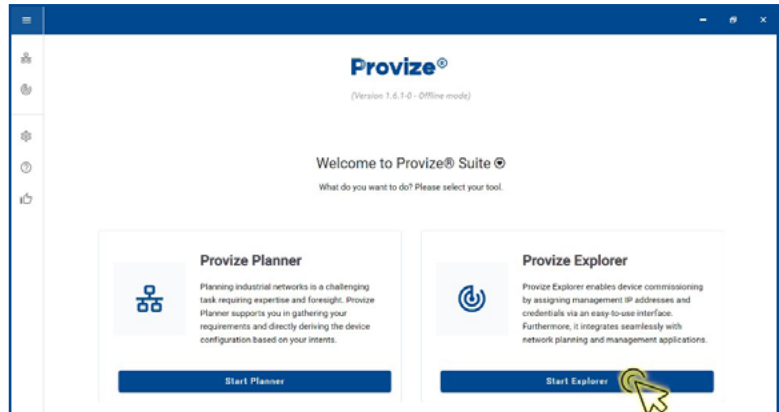 Provize®
(Version 1.6.1-0 - Offline mode)
Welcome to Provize® Suite
What do you want to do? Please select your tool.
Provize Planner
Planning industrial networks is a challenging
task requiring expertise and foresight. Provize
Planner supports you in gathering your
requirements and directly deriving the device
configuration based on your intents.
Start Planner
Provize Explorer
Provize Explorer enables device commissioning
by assigning management IP addresses and
credentials via an easy-to-use interface.
Furthermore, it integrates seamlessly with
network planning and management applications.
Start Explorer